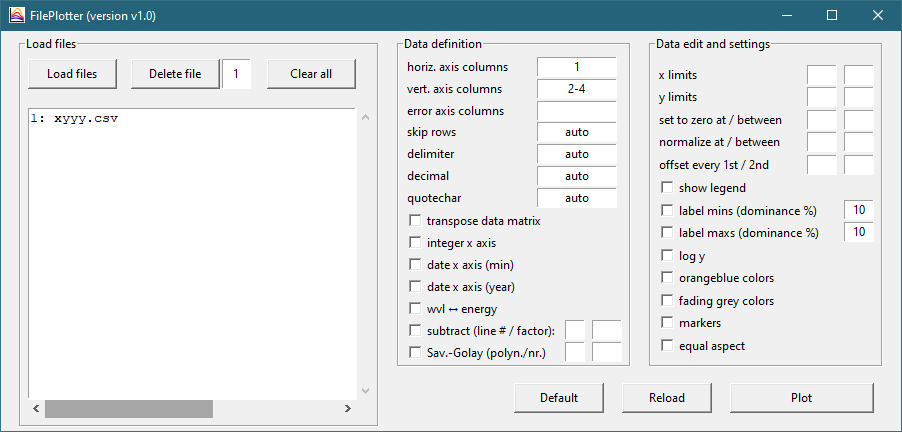 FilePlotter (version v1.0)
Load files
Load files
Delete file
1
Clear all
1: xyyy.csv
Data definition
horiz. axis columns 1
vert. axis columns 2-4
error axis columns
skip rows auto
delimiter auto
decimal auto
quotechar auto
transpose data matrix
integer x axis
date x axis (min)
date x axis (year)
wvl ↔ energy
subtract (line # / factor):
Sav.-Golay (polyn./nr.)
Data edit and settings
x limits
y limits
set to zero at / between
normalize at / between
offset every 1st / 2nd
show legend
label mins (dominance %) 10
label maxs (dominance %) 10
log y
orangeblue colors
fading grey colors
markers
equal aspect
Default
Reload
Plot